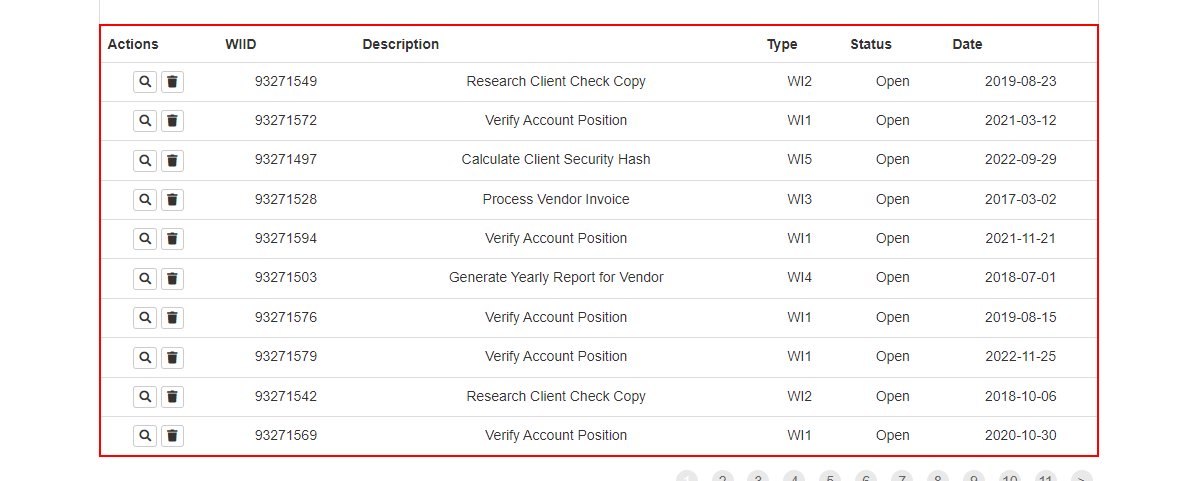 Actions WIID Description Type Status Date
93271549 Research Client Check Copy WI2 Open 2019-08-23
93271572 Verify Account Position WI1 Open 2021-03-12
93271497 Calculate Client Security Hash WI5 Open 2022-09-29
93271528 Process Vendor Invoice WI3 Open 2017-03-02
93271594 Verify Account Position WI1 Open 2021-11-21
93271503 Generate Yearly Report for Vendor WI4 Open 2018-07-01
93271576 Verify Account Position WI1 Open 2019-08-15
93271579 Verify Account Position WI1 Open 2022-11-25
93271542 Research Client Check Copy WI2 Open 2018-10-06
93271569 Verify Account Position WI1 Open 2020-10-30
1 2 3 4 5 6 7 8 9 10 11 >